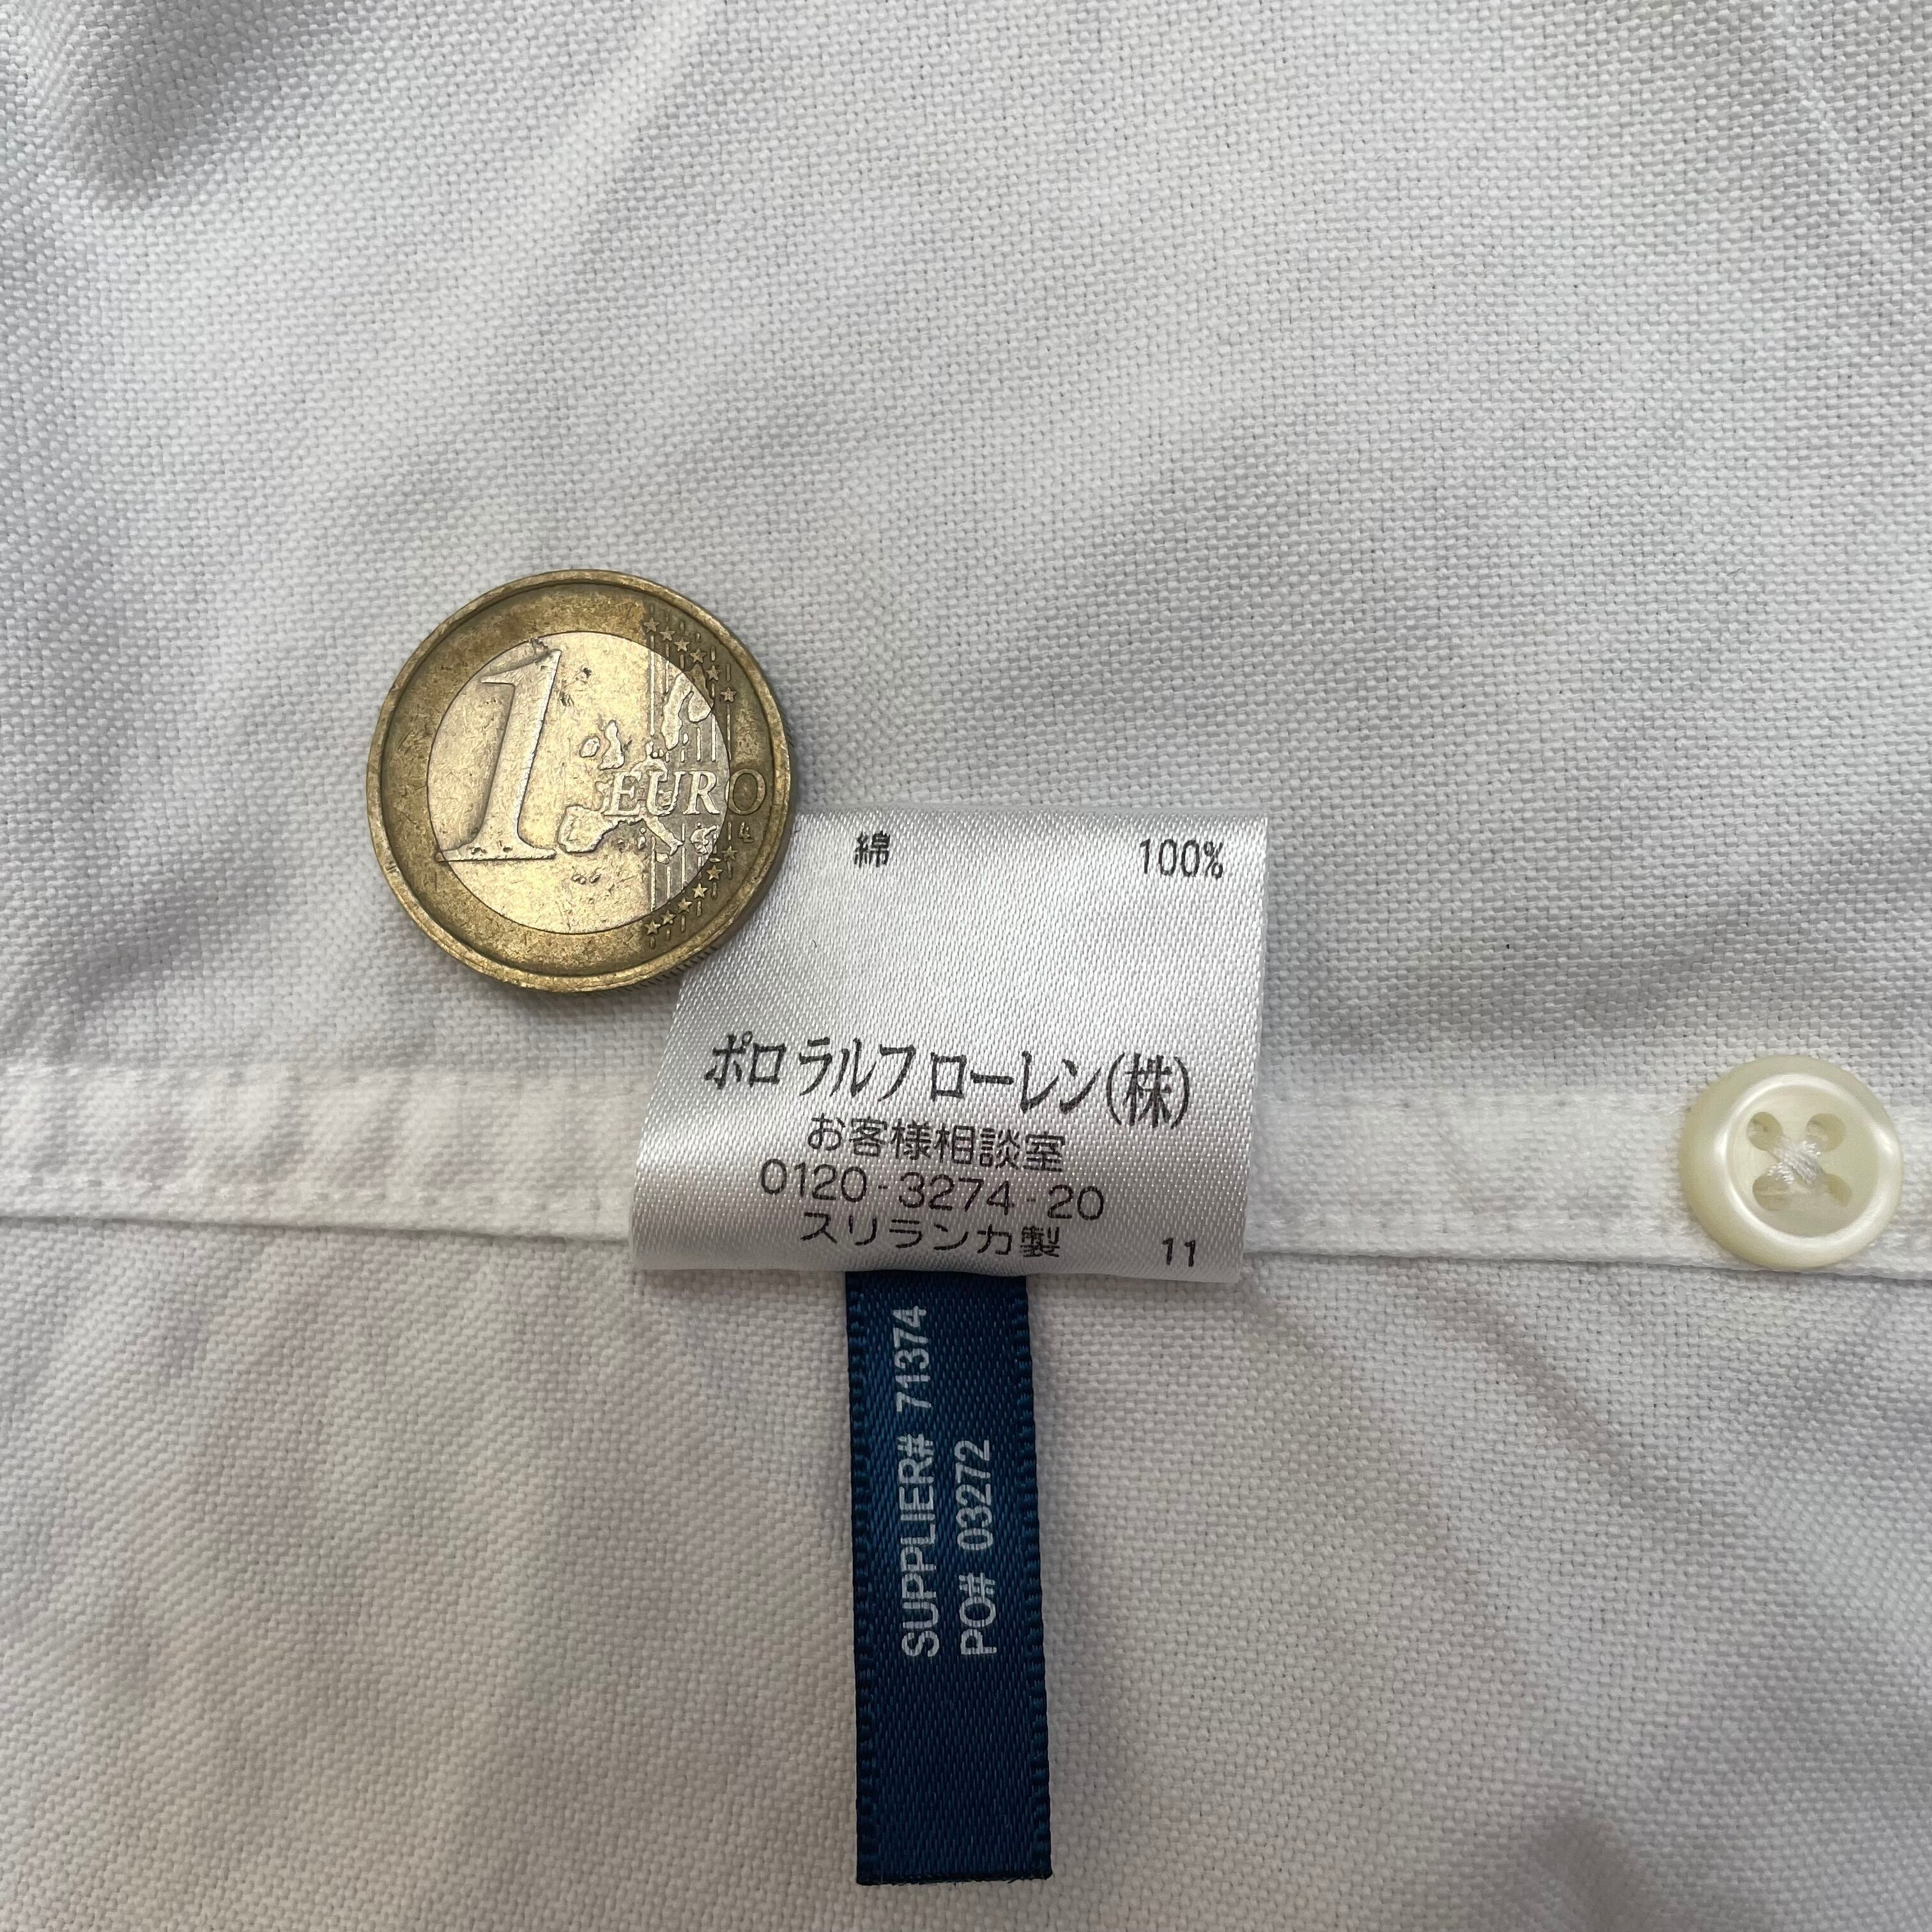 1
EURO
綿 100%
ポロ ラルフ ローレン(株)
お客様相談室
0120-3274-20
スリランカ製 11
SUPPLIER# 71374
PO# 03272